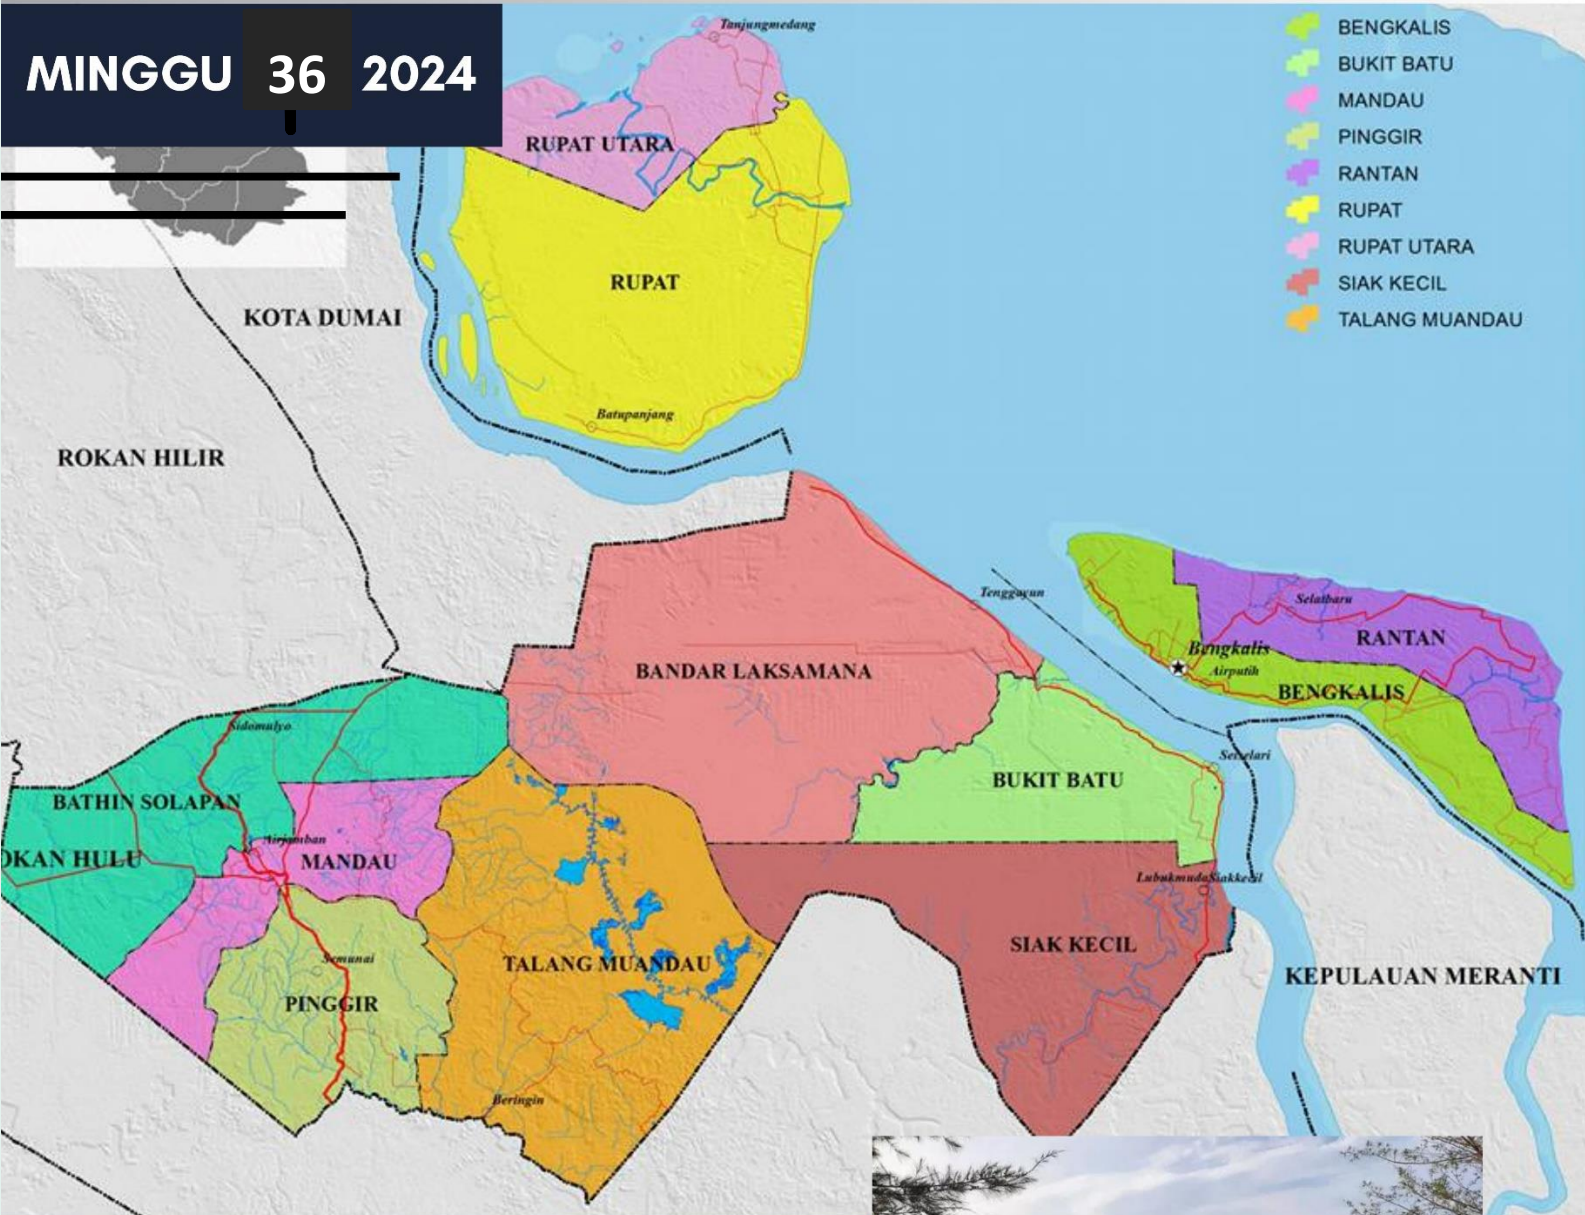 MINGGU 36 2024
Tanjungmedang
BENGKALIS
BUKIT BATU
MANDAU
PINGGIR
RANTAN
RUPAT
RUPAT UTARA
SIAK KECIL
TALANG MUANDAU
RUPAT UTARA
RUPAT
KOTA DUMAI
Batupanjang
ROKAN HILIR
Tenggayun
Selatbaru
RANTAN
Bengkalis
Airputih
BENGKALIS
BANDAR LAKSAMANA
Sidomulyo
Seiselari
BUKIT BATU
BATHIN SOLAPAN
Airjamban
MANDAU
OKAN HULU
LubukmudaSiakkecil
SIAK KECIL
Semunai
TALANG MUANDAU
KEPULAUAN MERANTI
PINGGIR
Beringin